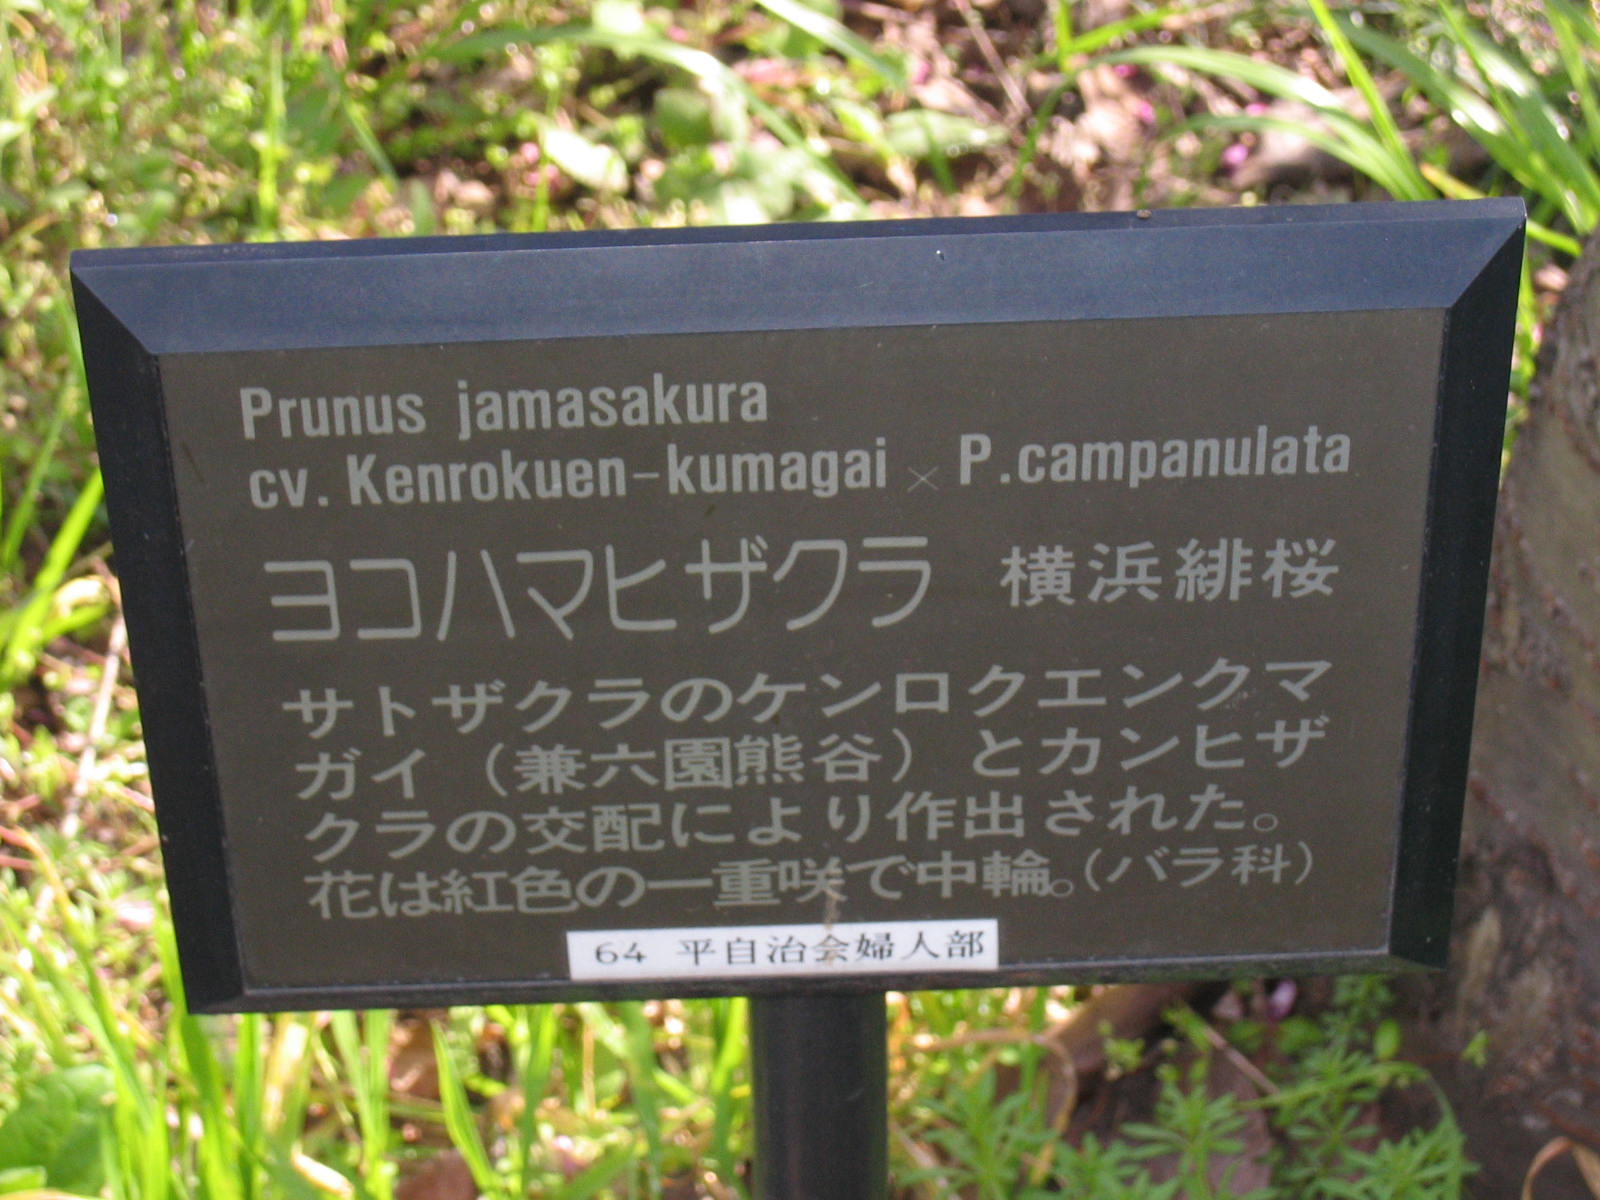 Prunus jamasakura
cv. Kenrokuen-kumagai × P.campanulata
ヨコハマヒザクラ 横浜緋桜
サトザクラのケンロクエンクマ
ガイ（兼六園熊谷）とカンヒザ
クラの交配により作出された。
花は紅色の一重咲で中輪。（バラ科）
64 平自治会婦人部